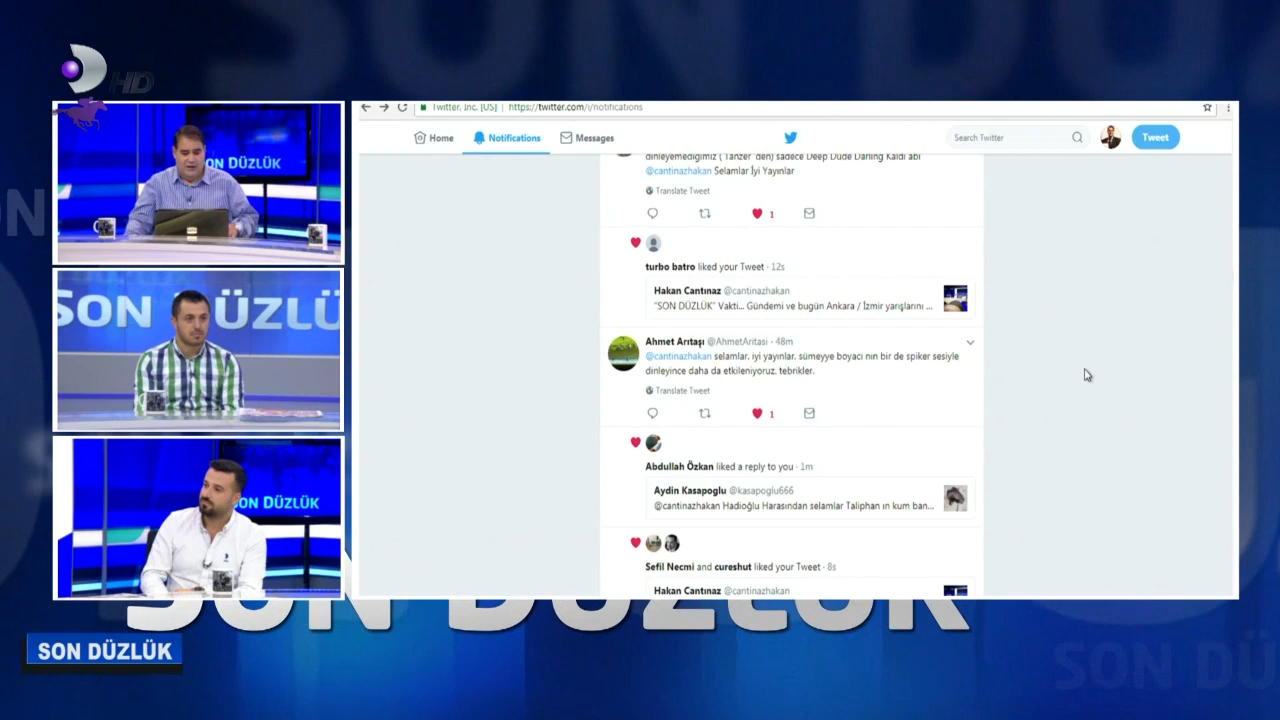 HD
SON DÜZLÜK
SON DÜZLÜ
SON DÜZLÜK
Twitter, Inc. [US] | https://twitter.com/i/notifications
Home Notifications Messages Search Twitter Tweet
dinleyemediğimiz ( Tanzer 'den) sadece Deep Dude Darling Kaldı abi
@cantinazhakan Selamlar İyi Yayınlar
Translate Tweet
1
turbo batro liked your Tweet · 12s
Hakan Cantınaz @cantinazhakan
"SON DÜZLÜK" Vakti... Gündemi ve bugün Ankara / İzmir yarışlarını ...
Ahmet Arıtaşı @AhmetAritasi · 48m
@cantinazhakan selamlar. iyi yayınlar. sümeyye boyacı nın bir de spiker sesiyle
dinleyince daha da etkileniyoruz. tebrikler.
Translate Tweet
1
Abdullah Özkan liked a reply to you · 1m
Aydin Kasapoglu @kasapoglu666
@cantinazhakan Hadioğlu Harasından selamlar Taliphan ın kum ban...
Sefil Necmi and cureshut liked your Tweet · 8s
Hakan Cantınaz @cantinazhakan
SON DÜZLÜK
SON DÜZLÜK
SON DÜ